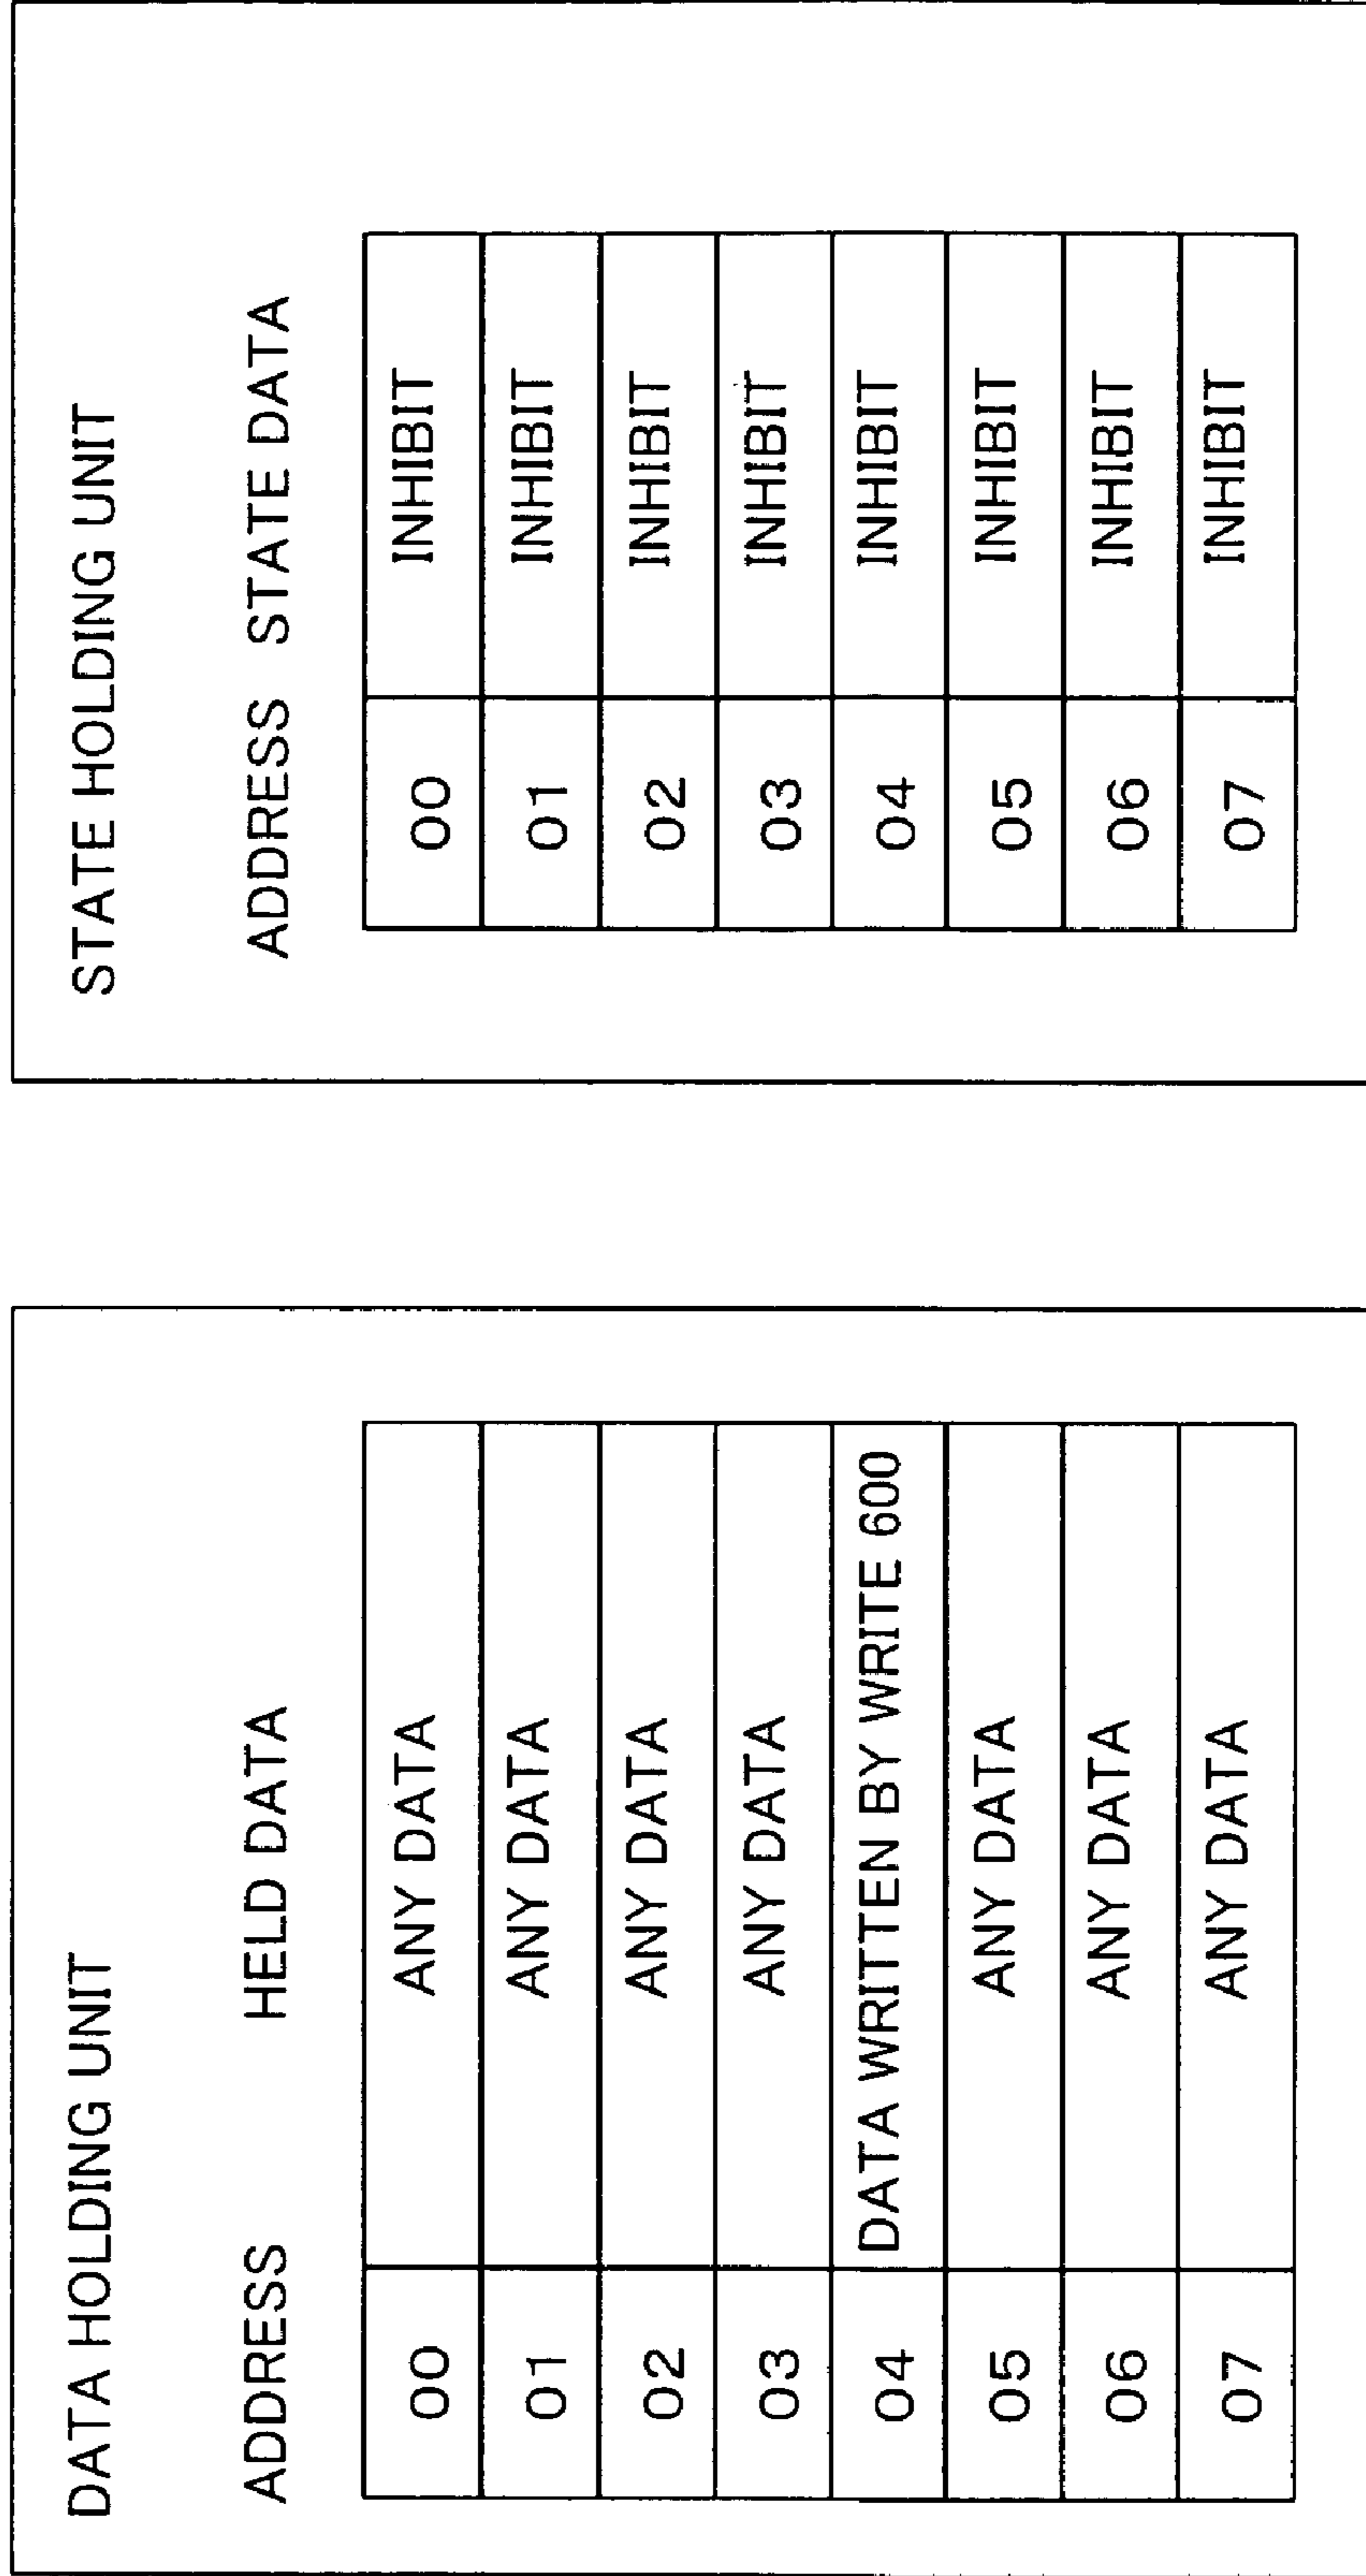 DATA HOLDING UNIT
ADDRESS HELD DATA
00 ANY DATA
01 ANY DATA
02 ANY DATA
03 ANY DATA
04 DATA WRITTEN BY WRITE 600
05 ANY DATA
06 ANY DATA
07 ANY DATA
STATE HOLDING UNIT
ADDRESS STATE DATA
00 INHIBIT
01 INHIBIT
02 INHIBIT
03 INHIBIT
04 INHIBIT
05 INHIBIT
06 INHIBIT
07 INHIBIT